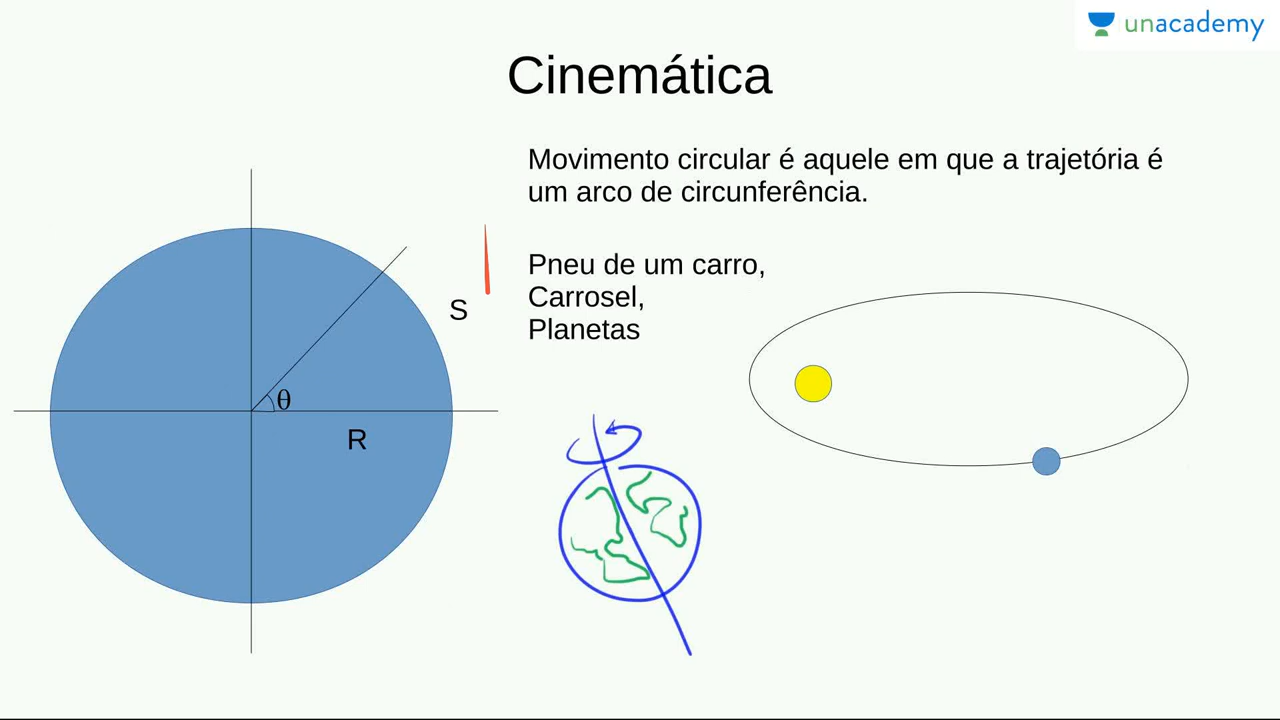 unacademy
Cinemática
Movimento circular é aquele em que a trajetória é
um arco de circunferência.
Pneu de um carro,
Carrosel,
Planetas
S
θ
R